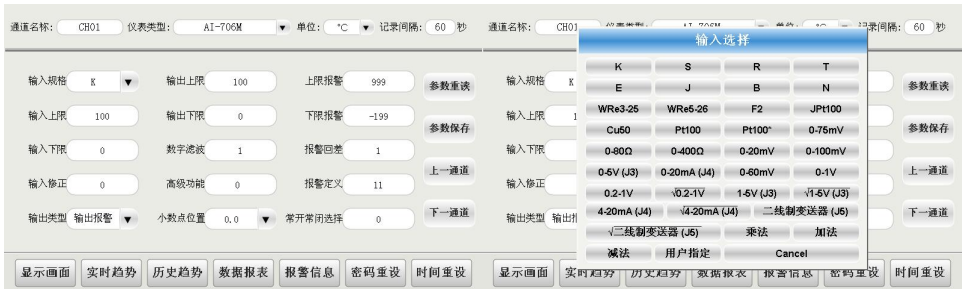 通道名称: CH01 仪表类型: AI-706M 单位: °C 记录间隔: 60 秒
输入规格 K 输出上限 100 上限报警 999 参数重读
输入上限 100 输出下限 0 下限报警 -199 参数保存
输入下限 0 数字滤波 1 报警回差 1 上一通道
输入修正 0 高级功能 0 报警定义 11
输出类型 输出报警 小数点位置 0.0 常开常闭选择 0 下一通道
显示画面 实时趋势 历史趋势 数据报表 报警信息 密码重设 时间重设
通道名称: CH01 仪表类型: AI-706M 单位: °C 记录间隔: 60 秒
输入选择
输入规格 K 参数重读
输入上限 参数保存
输入下限 上一通道
输入修正
输出类型 下一通道
K S R T
E J B N
WRe3-25 WRe5-26 F2 JPt100
Cu50 Pt100 Pt100" 0-75mV
0-80Ω 0-400Ω 0-20mV 0-100mV
0-5V (J3) 0-20mA (J4) 0-60mV 0-1V
0.2-1V √0.2-1V 1-5V (J3) √1-5V (J3)
4-20mA (J4) √4-20mA (J4) 二线制变送器 (J5)
√二线制变送器 (J5) 乘法 加法
减法 用户指定 Cancel
显示画面 实时趋势 历史趋势 数据报表 报警信息 密码重设 时间重设